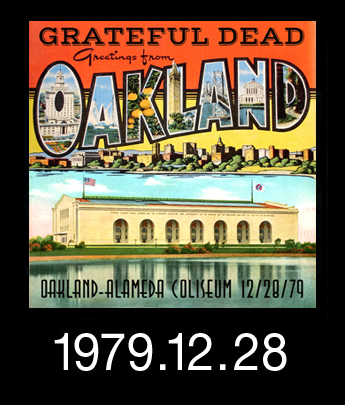 GRATEFUL DEAD
Greetings from
OAKLAND
OAKLAND-ALAMEDA COLISEUM 12/28/79
1979.12.28